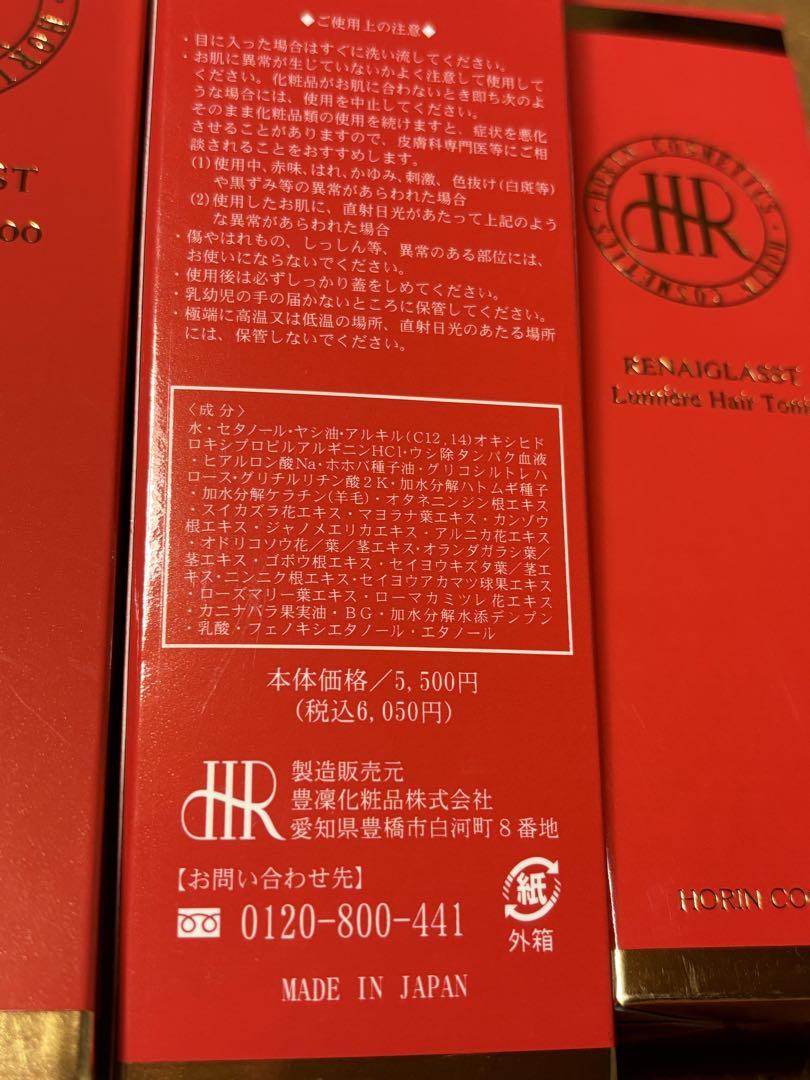 ST
oo
◆ご使用上の注意◆
・目に入った場合はすぐに洗い流してください。
・お肌に異常が生じていないかよく注意して使用して
ください。化粧品がお肌に合わないとき即ち次のよ
うな場合には、使用を中止してください。
そのまま化粧品類の使用を続けますと、症状を悪化
させることがありますので、皮膚科専門医等にご相
談されることをおすすめします。
(1)使用中、赤味、はれ、かゆみ、刺激、色抜け(白斑等)
や黒ずみ等の異常があらわれた場合
(2)使用したお肌に、直射日光があたって上記のよう
な異常があらわれた場合
・傷やはれもの、しっしん等、異常のある部位には、
お使いにならないでください。
・使用後は必ずしっかり蓋をしめてください。
・乳幼児の手の届かないところに保管してください。
・極端に高温又は低温の場所、直射日光のあたる場所
には、保管しないでください。
〈成分〉
水・セタノール・ヤシ油・アルキル(C12,14)オキシヒド
ロキシプロピルアルギニンHCl・ウシ除タンパク血液
・ヒアルロン酸Na・ホホバ種子油・グリコシルトレハ
ロース・グリチルリチン酸2K・加水分解ハトムギ種子
・加水分解ケラチン(羊毛)・オタネニンジン根エキス
・スイカズラ花エキス・マヨラナ葉エキス・カンゾウ
根エキス・ジャノメエリカエキス・アルニカ花エキス
・オドリコソウ花/葉/茎エキス・オランダガラシ葉/
茎エキス・ゴボウ根エキス・セイヨウキズタ葉/茎エ
キス・ニンニク根エキス・セイヨウアカマツ球果エキス
・ローズマリー葉エキス・ローマカミツレ花エキス
・カニナバラ果実油・BG・加水分解水添デンプン
・乳酸・フェノキシエタノール・エタノール
本体価格/5,500円
(税込6,050円)
HR
製造販売元
豊凜化粧品株式会社
愛知県豊橋市白河町8番地
【お問い合わせ先】
0120-800-441
紙
外箱
MADE IN JAPAN
HORIN COSMETICS・HORIN COSMETICS・
HR
RENAIGLASST
Lumière Hair Toni
HORIN CO